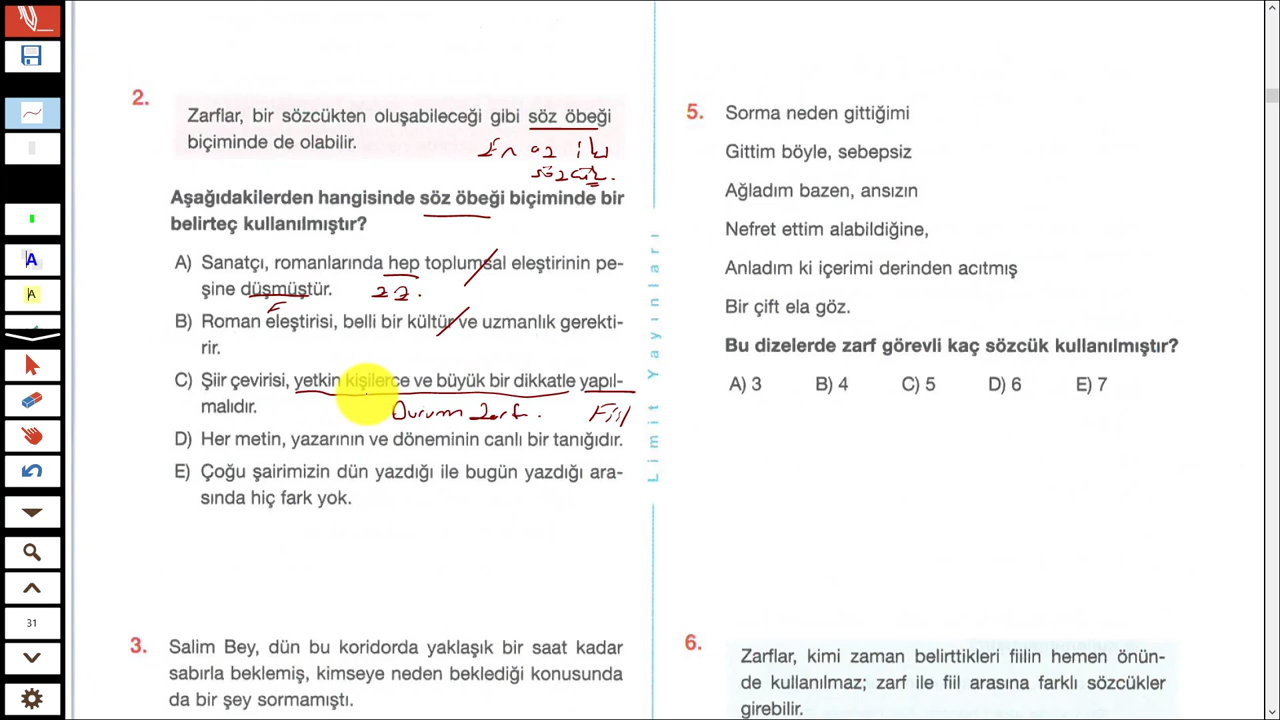 2.
Zarflar, bir sözcükten oluşabileceği gibi söz öbeği
biçiminde de olabilir.
En az iki
sözcük.
Aşağıdakilerden hangisinde söz öbeği biçiminde bir
belirteç kullanılmıştır?
A) Sanatçı, romanlarında hep toplumsal eleştirinin pe-
şine düşmüştür.
ZZ.
F
B) Roman eleştirisi, belli bir kültür ve uzmanlık gerekti-
rir.
C) Şiir çevirisi, yetkin kişilerce ve büyük bir dikkatle yapıl-
malıdır.
Durum Zarfı.
Fiil
D) Her metin, yazarının ve döneminin canlı bir tanığıdır.
E) Çoğu şairimizin dün yazdığı ile bugün yazdığı ara-
sında hiç fark yok.
3.
Salim Bey, dün bu koridorda yaklaşık bir saat kadar
sabırla beklemiş, kimseye neden beklediği konusunda
da bir şey sormamıştı.
Limit Yayınları
5.
Sorma neden gittiğimi
Gittim böyle, sebepsiz
Ağladım bazen, ansızın
Nefret ettim alabildiğine,
Anladım ki içerimi derinden acıtmış
Bir çift ela göz.
Bu dizelerde zarf görevli kaç sözcük kullanılmıştır?
A) 3 B) 4 C) 5 D) 6 E) 7
6.
Zarflar, kimi zaman belirttikleri fiilin hemen önün-
de kullanılmaz; zarf ile fiil arasına farklı sözcükler
girebilir.
A
A
31